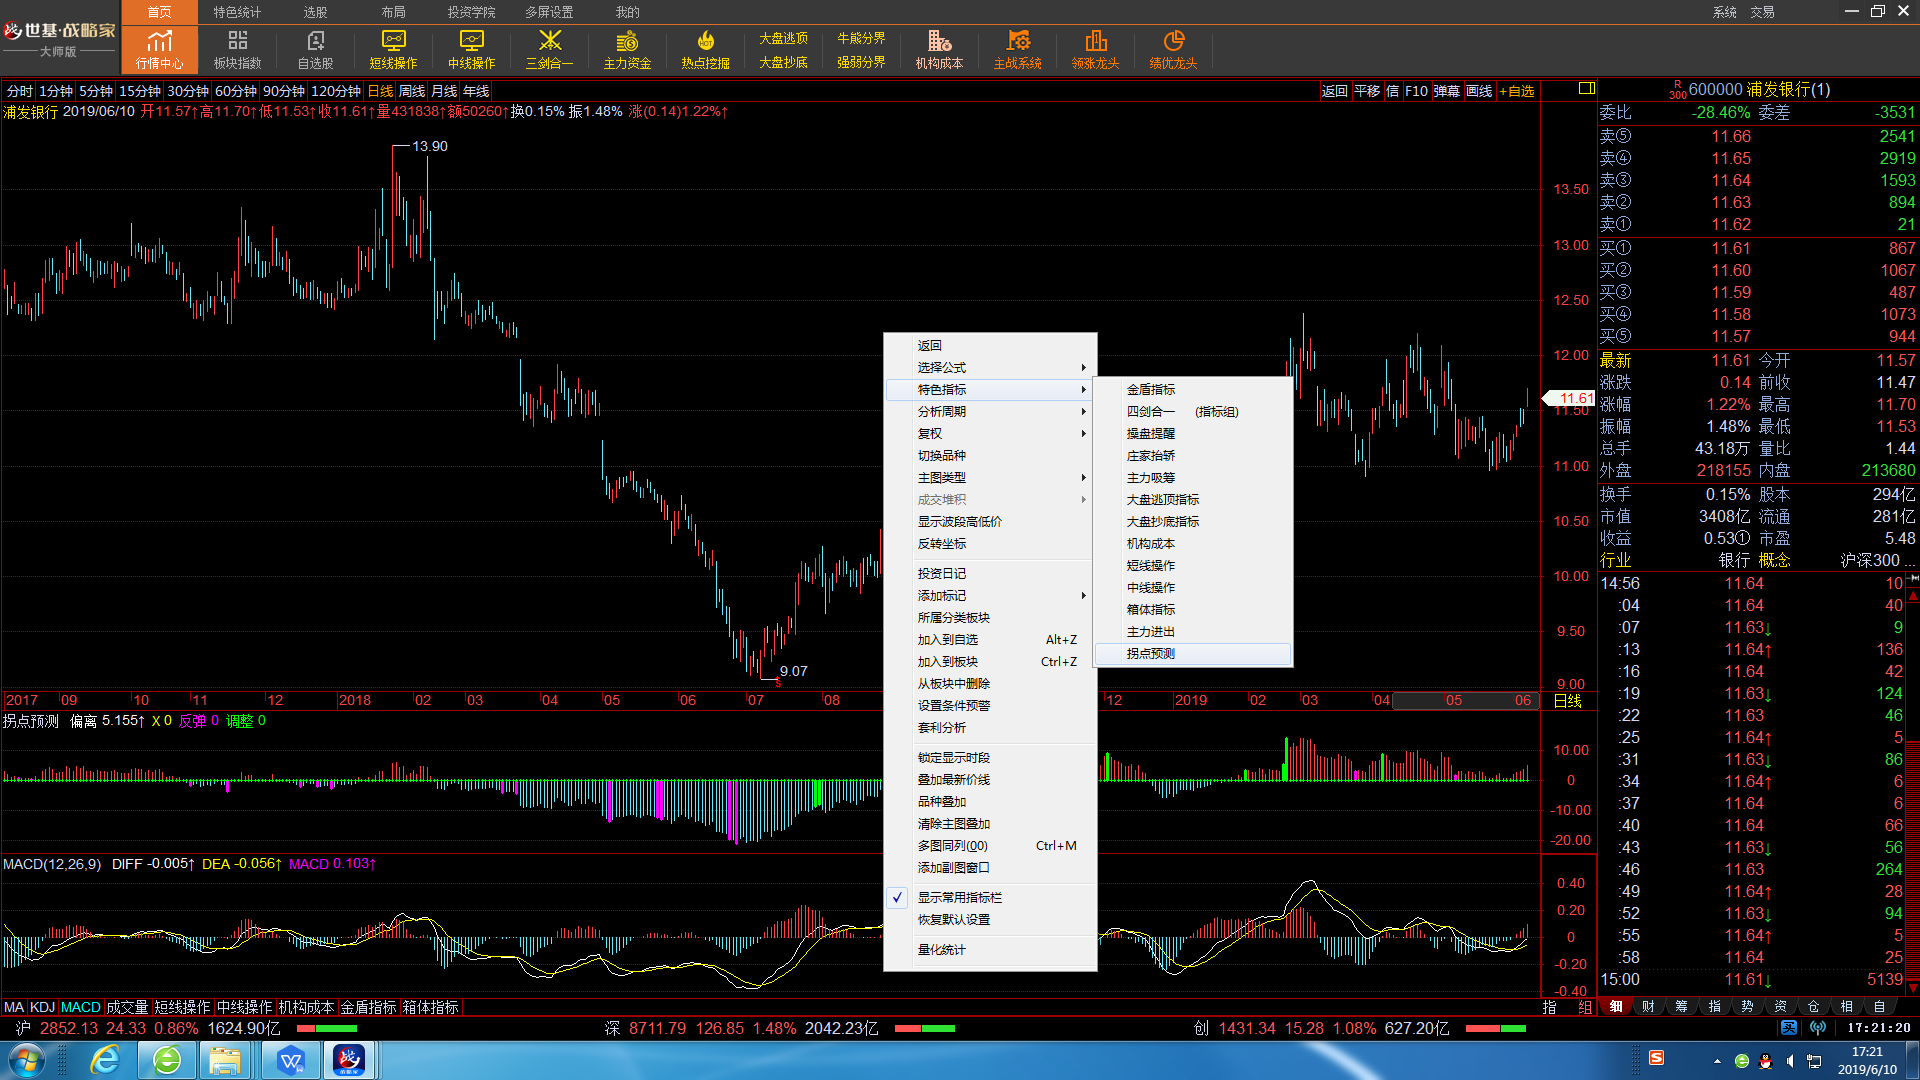 世基·战略家
大师版
首页 特色统计 选股 布局 投资学院 多屏设置 我的 系统 交易
行情中心 板块指数 自选股 短线操作 中线操作 三剑合一 主力资金 热点挖掘 大盘逃顶 牛熊分界 机构成本 主战系统 领涨龙头 绩优龙头
大盘抄底 强弱分界
分时 1分钟 5分钟 15分钟 30分钟 60分钟 90分钟 120分钟 日线 周线 月线 年线 返回 平移 信 F10 弹幕 画线 +自选
浦发银行 2019/06/10 开11.57↑高11.70↑低11.53↑收11.61↑量431838↑额50260↑换0.15% 振1.48% 涨(0.14)1.22%↑
13.90
13.50
13.00
12.50
12.00
11.61
11.50
11.00
10.50
10.00
9.50
9.07
9.00
2017 09 10 11 12 2018 02 03 04 05 06 07 08 12 2019 02 03 04 05 06 日线
拐点预测 偏离 5.155↑ X 0 反弹 0 调整 0
10.00
0
-10.00
-20.00
MACD(12,26,9) DIFF -0.005↑ DEA -0.056↑ MACD 0.103↑
0.40
0.20
0
-0.20
-0.40
返回
选择公式
特色指标
分析周期
复权
切换品种
主图类型
成交堆积
显示波段高低价
反转坐标
投资日记
添加标记
所属分类板块
加入到自选 Alt+Z
加入到板块 Ctrl+Z
从板块中删除
设置条件预警
套利分析
锁定显示时段
叠加最新价线
品种叠加
清除主图叠加
多图同列(00) Ctrl+M
添加副图窗口
显示常用指标栏
恢复默认设置
量化统计
金盾指标
四剑合一 (指标组)
操盘提醒
庄家抬轿
主力吸筹
大盘逃顶指标
大盘抄底指标
机构成本
短线操作
中线操作
箱体指标
主力进出
拐点预测
R 300 600000 浦发银行(1)
委比 -28.46% 委差 -3531
卖⑤ 11.66 2541
卖④ 11.65 2919
卖③ 11.64 1593
卖② 11.63 894
卖① 11.62 21
买① 11.61 867
买② 11.60 1067
买③ 11.59 487
买④ 11.58 1073
买⑤ 11.57 944
最新 11.61 今开 11.57
涨跌 0.14 前收 11.47
涨幅 1.22% 最高 11.70
振幅 1.48% 最低 11.53
总手 43.18万 量比 1.44
外盘 218155 内盘 213680
换手 0.15% 股本 294亿
市值 3408亿 流通 281亿
收益 0.53① 市盈 5.48
行业 银行 概念 沪深300 ...
14:56 11.64 10
:04 11.64 40
:07 11.63↓ 9
:13 11.64↑ 136
:16 11.64 42
:19 11.63↓ 124
:22 11.63 46
:25 11.64↑ 5
:31 11.63↓ 86
:34 11.64↑ 6
:37 11.64 6
:40 11.64 66
:43 11.63↓ 56
:46 11.63 264
:49 11.64↑ 28
:52 11.63↓ 94
:55 11.64↑ 5
:58 11.64 25
15:00 11.61↓ 5139
MA KDJ MACD 成交量 短线操作 中线操作 机构成本 金盾指标 箱体指标 指 组 细 财 筹 指 势 资 仓 相 自
沪 2852.13 24.33 0.86% 1624.90亿 深 8711.79 126.85 1.48% 2042.23亿 创 1431.34 15.28 1.08% 627.20亿 买 17:21:20
17:21
2019/6/10